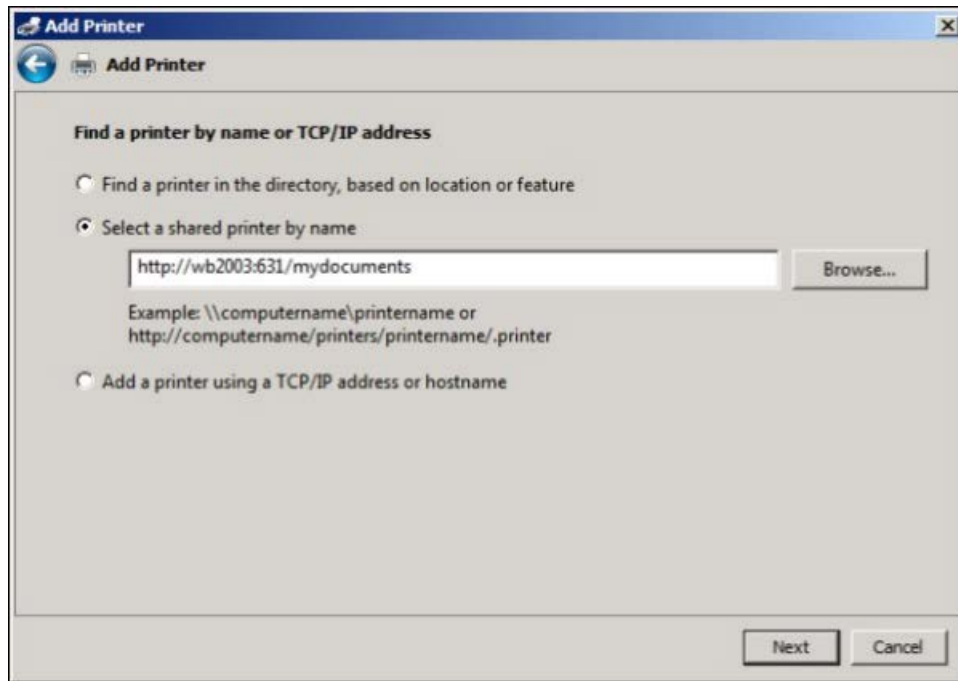 Add Printer
Add Printer
Find a printer by name or TCP/IP address
Find a printer in the directory, based on location or feature
Select a shared printer by name
http://wb2003:631/mydocuments
Browse...
Example: \\computername\printername or
http://computername/printers/printername/.printer
Add a printer using a TCP/IP address or hostname
Next
Cancel